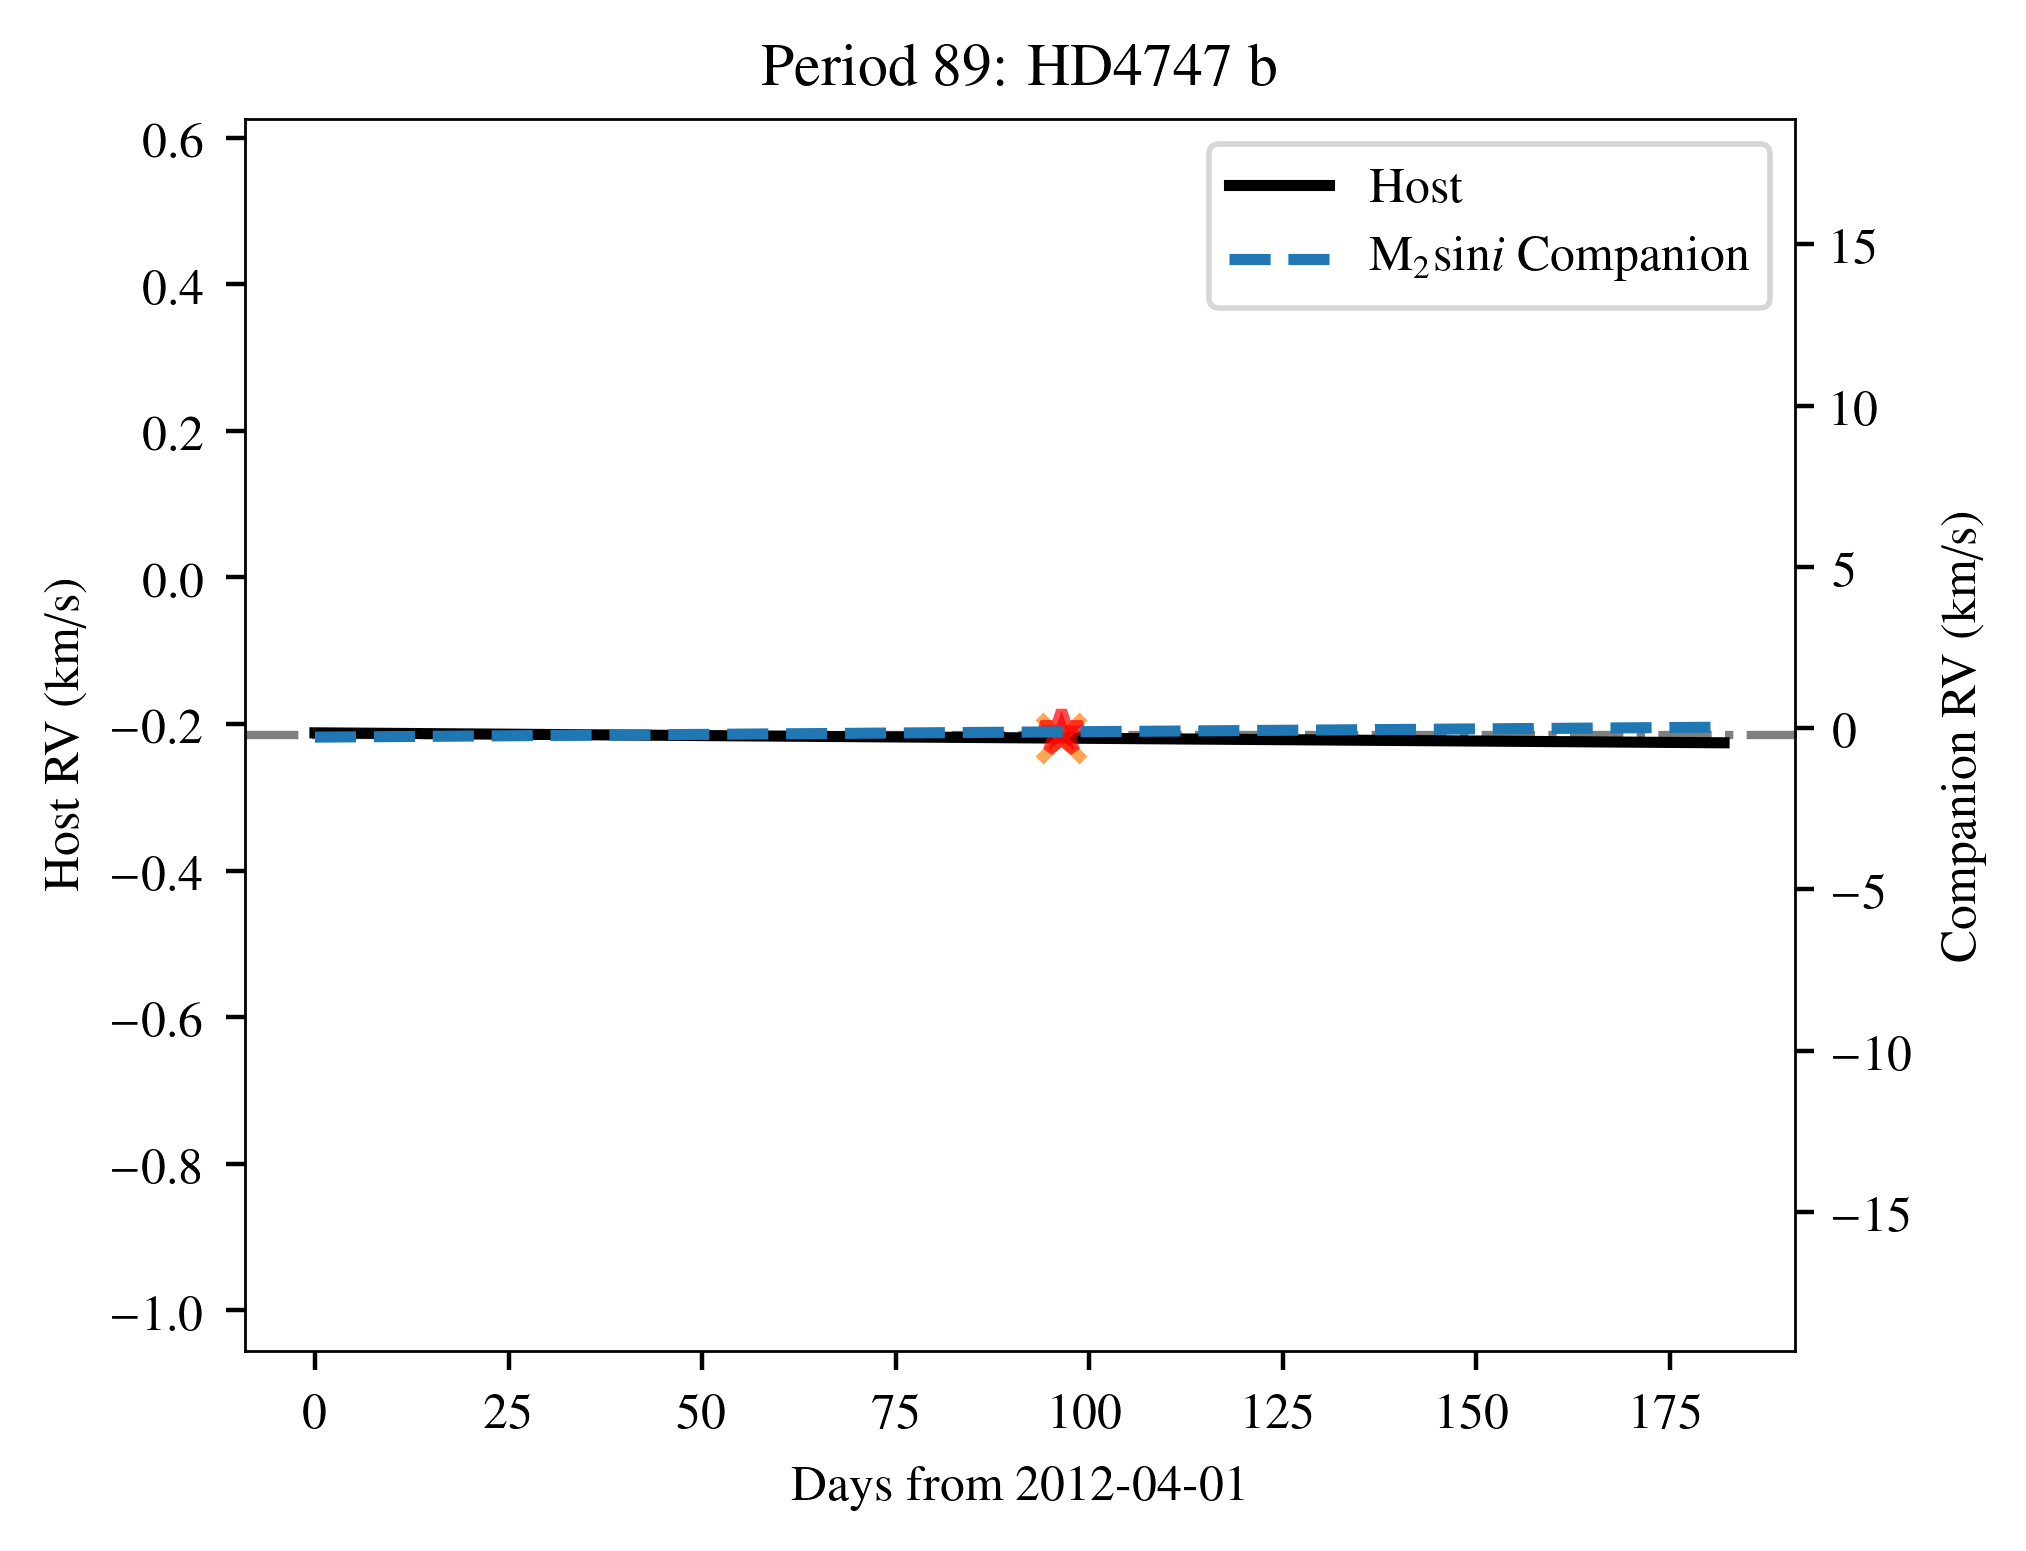 Period 89: HD4747 b
Host
M₂sini Companion
Host RV (km/s)
0.6
0.4
0.2
0.0
−0.2
−0.4
−0.6
−0.8
−1.0
Companion RV (km/s)
15
10
5
0
−5
−10
−15
0 25 50 75 100 125 150 175
Days from 2012-04-01